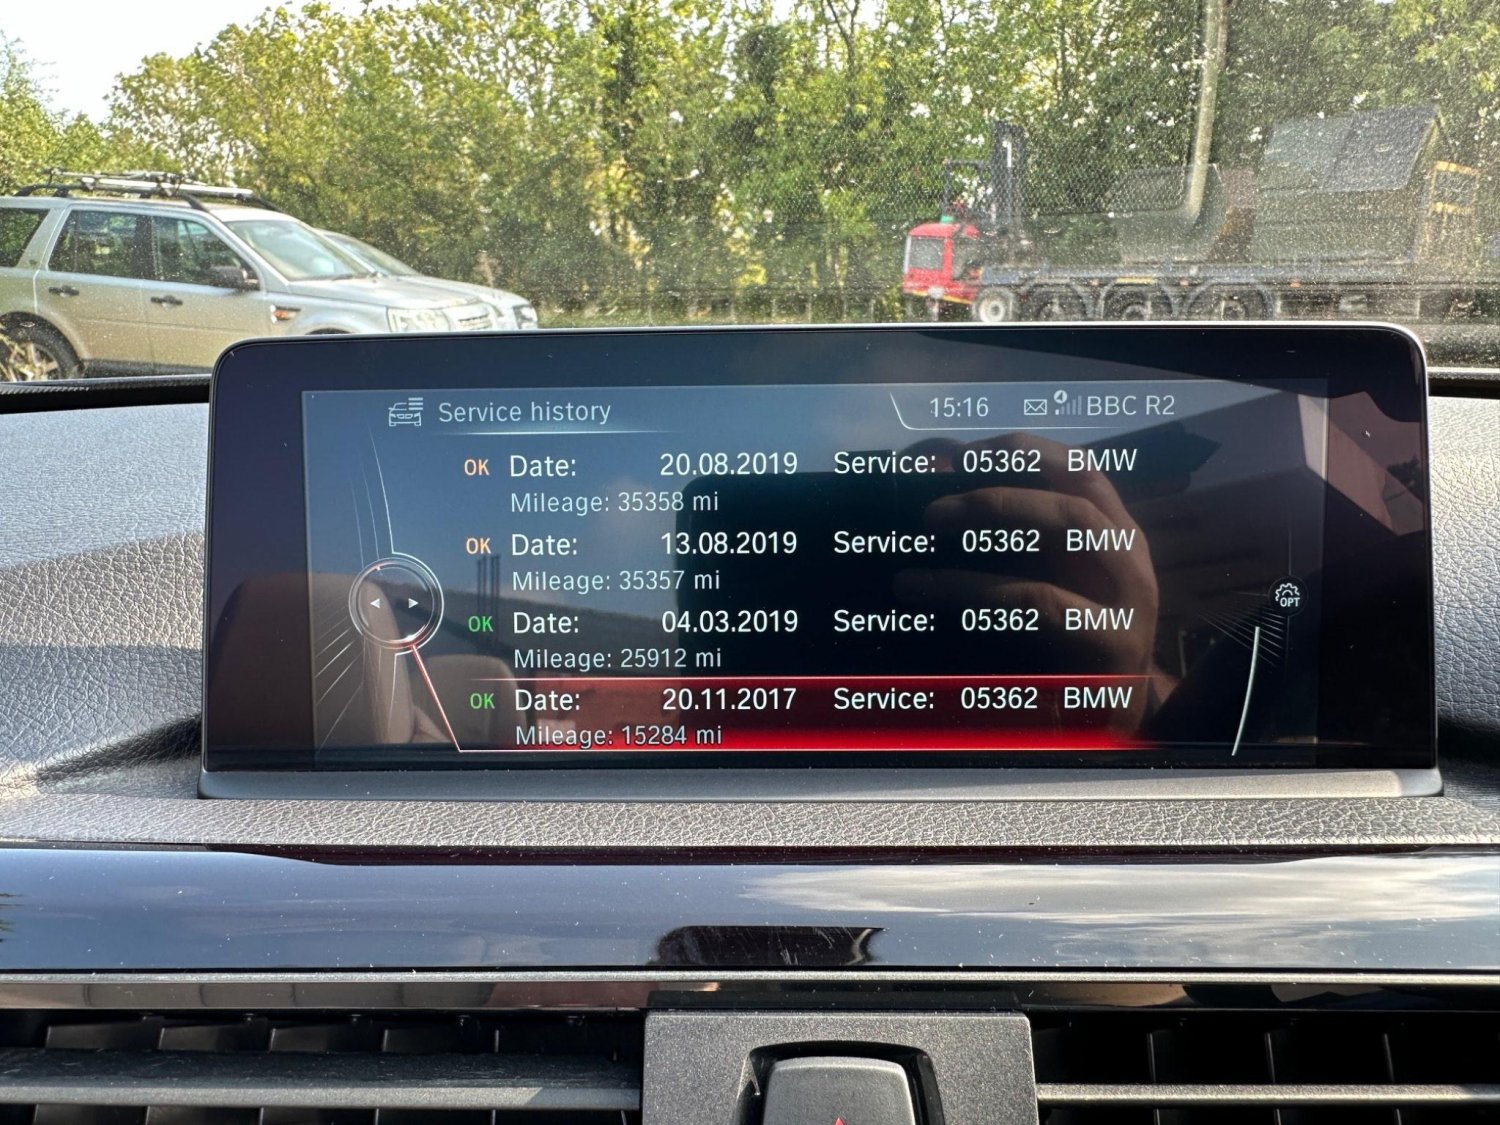 Service history 15:16 BBC R2
OK Date: 20.08.2019 Service: 05362 BMW
Mileage: 35358 mi
OK Date: 13.08.2019 Service: 05362 BMW
Mileage: 35357 mi
OK Date: 04.03.2019 Service: 05362 BMW
Mileage: 25912 mi
OK Date: 20.11.2017 Service: 05362 BMW
Mileage: 15284 mi
OPT